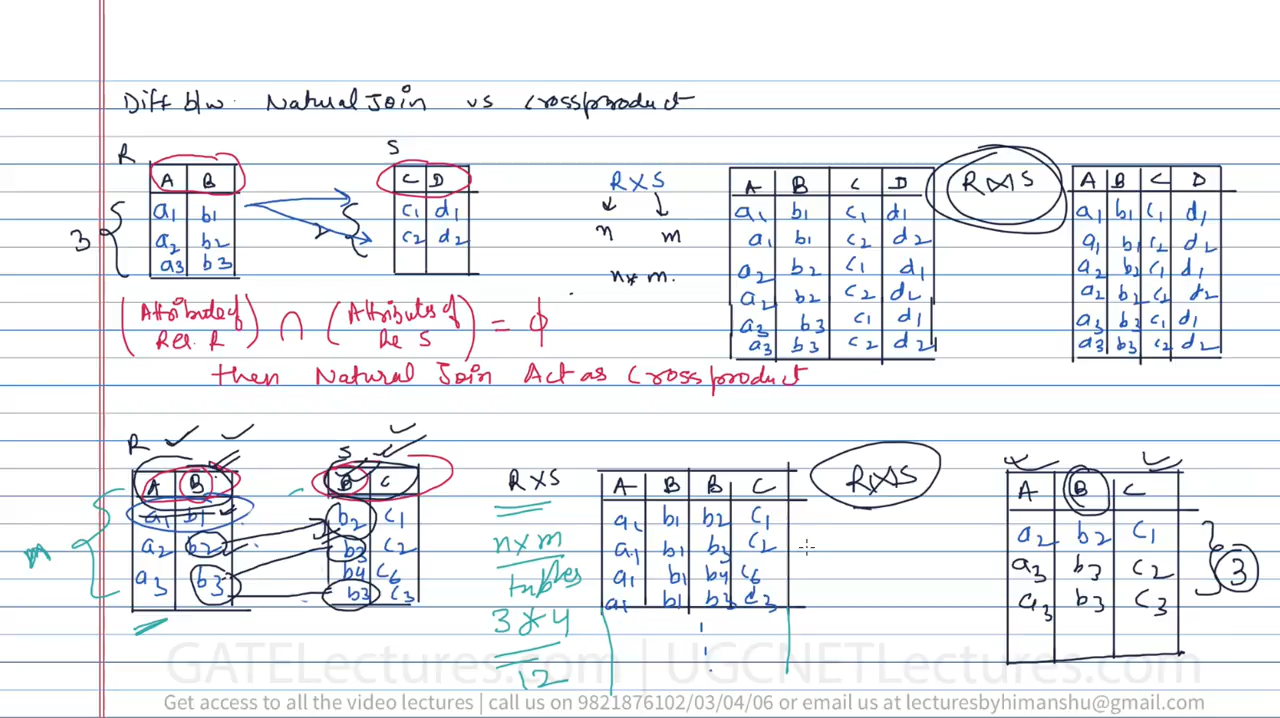 Diff b/w. Natural Join vs Crossproduct
R
A B
a1 b1
a2 b2
a3 b3
3
S
C D
c1 d1
c2 d2
2
R X S
n m
n * m.
A B C D
a1 b1 c1 d1
a1 b1 c2 d2
a2 b2 c1 d1
a2 b2 c2 d2
a3 b3 c1 d1
a3 b3 c2 d2
R ⋈ S
A B C D
a1 b1 c1 d1
a1 b1 c2 d2
a2 b2 c1 d1
a2 b2 c2 d2
a3 b3 c1 d1
a3 b3 c2 d2
(Attribute of Rel. R) ∩ (Attributes of Re S) = ϕ
then Natural Join Act as Crossproduct
R
A B
a1 b1
a2 b2
a3 b3
m
S
B C
b2 c1
b3 c2
b4 c6
b3 c3
R X S
n x m
tuples
3 * 4
12
A B B C
a1 b1 b2 c1
a1 b1 b3 c2
a1 b1 b4 c6
a1 b1 b3 c3
R ⋈ S
A B C
a2 b2 c1
a3 b3 c2
a3 b3 c3
3
GATELectures.com | UGCNETLectures.com
Get access to all the video lectures | call us on 9821876102/03/04/06 or email us at lecturesbyhimanshu@gmail.com